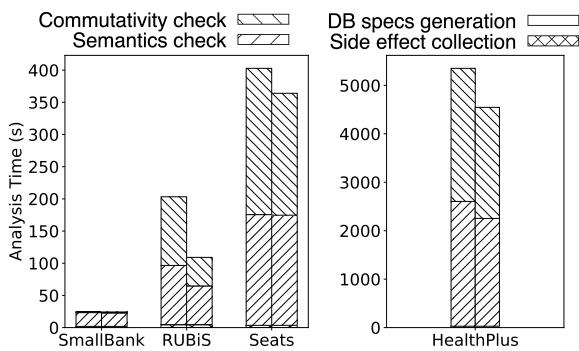 Commutativity check
Semantics check
DB specs generation
Side effect collection
Analysis Time (s)
400
350
300
250
200
150
100
50
0
SmallBank RUBiS Seats
5000
4000
3000
2000
1000
0
HealthPlus